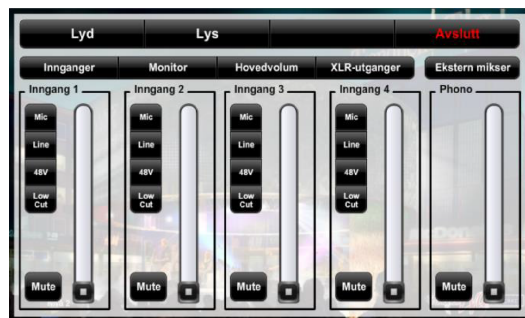 Lyd Lys Avslutt
Innganger Monitor Hovedvolum XLR-utganger Ekstern mikser
Inngang 1 Inngang 2 Inngang 3 Inngang 4 Phono
Mic Mic Mic Mic
Line Line Line Line
48V 48V 48V 48V
Low Low Low Low
Cut Cut Cut Cut
Mute Mute Mute Mute Mute